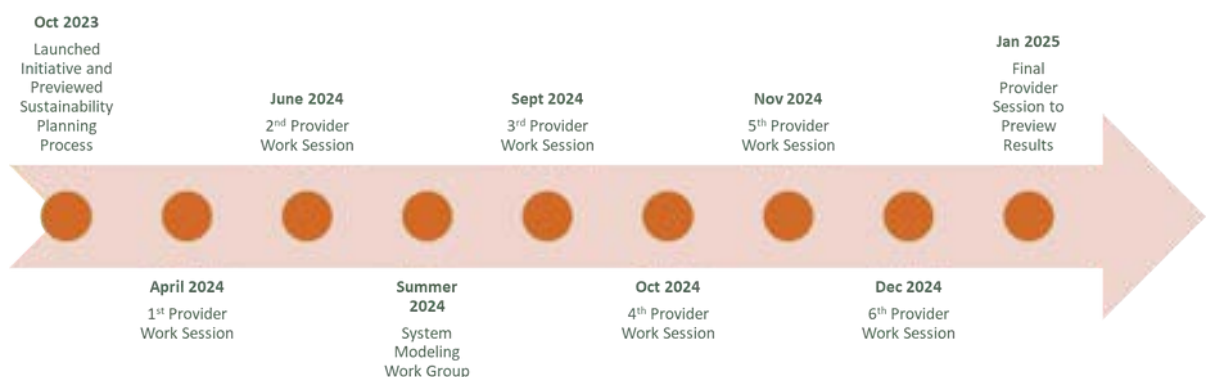 Oct 2023
Launched
Initiative and
Previewed
Sustainability
Planning
Process
April 2024
1st Provider
Work Session
June 2024
2nd Provider
Work Session
Summer
2024
System
Modeling
Work Group
Sept 2024
3rd Provider
Work Session
Oct 2024
4th Provider
Work Session
Nov 2024
5th Provider
Work Session
Dec 2024
6th Provider
Work Session
Jan 2025
Final
Provider
Session to
Preview
Results